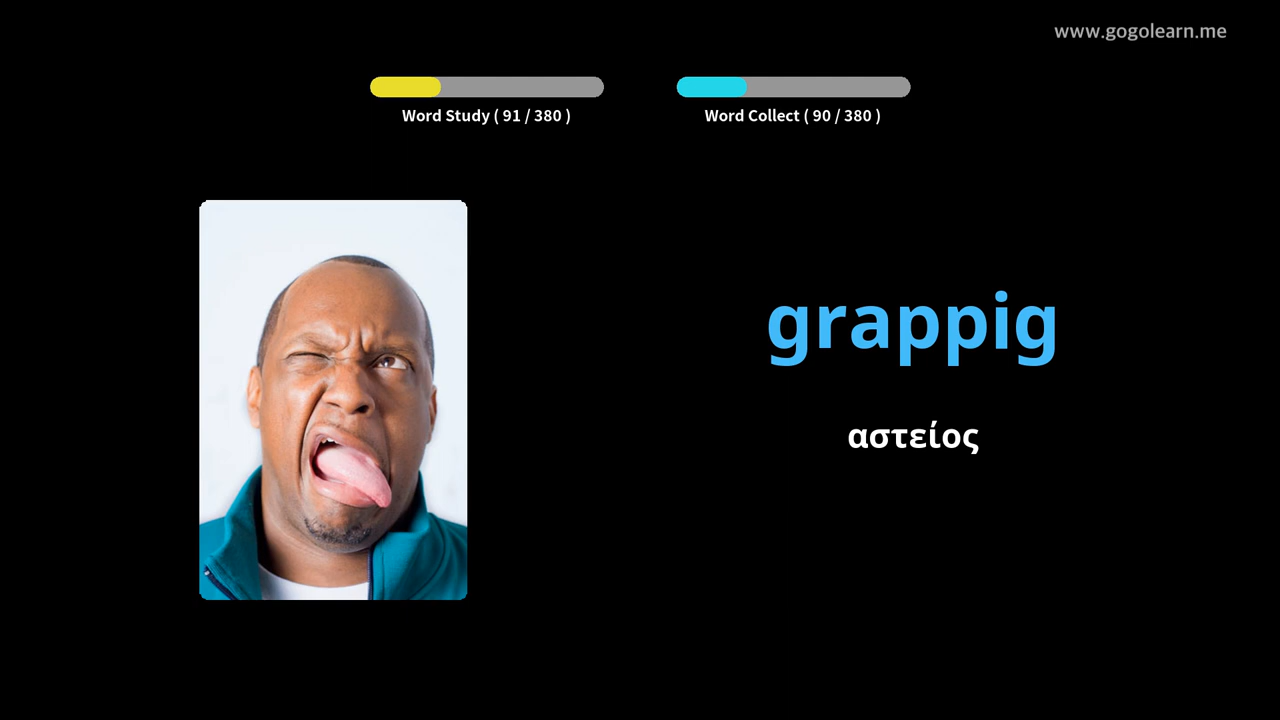 www.gogolearn.me
Word Study ( 91 / 380 )
Word Collect ( 90 / 380 )
grappig
αστείος